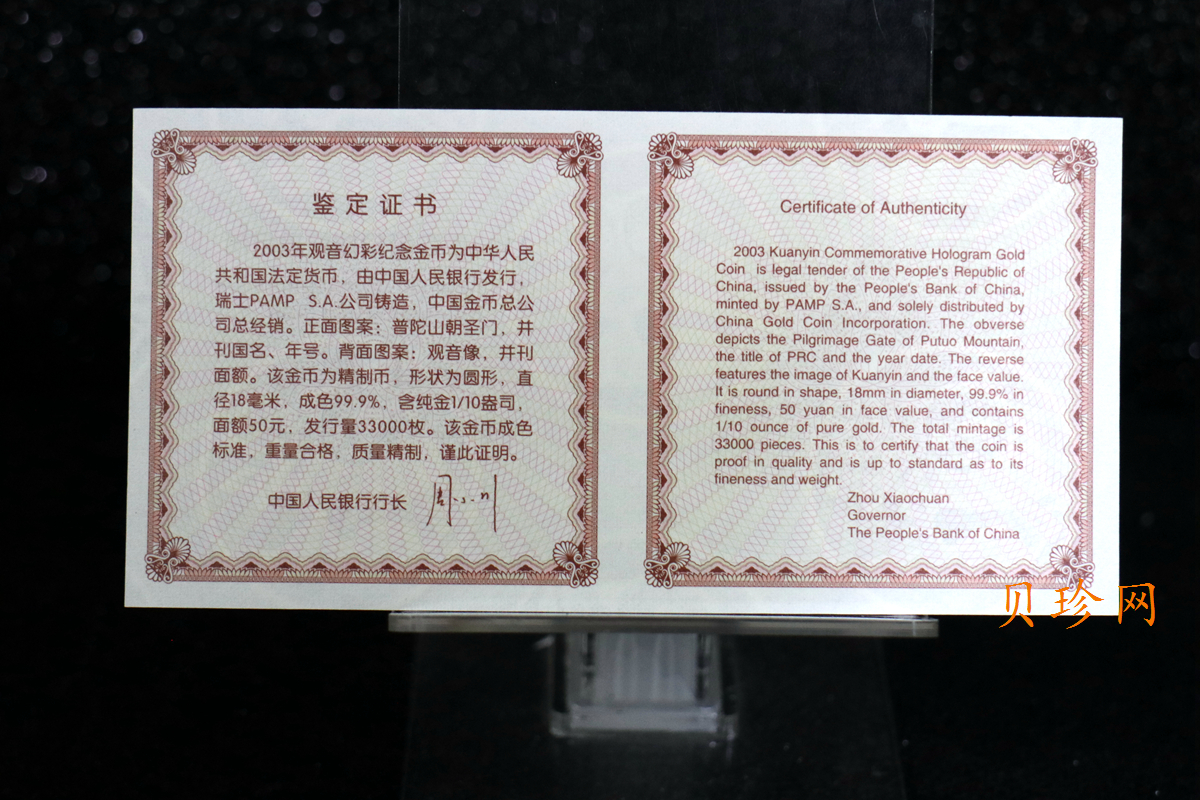 鉴定证书
2003年观音幻彩纪念金币为中华人民
共和国法定货币，由中国人民银行发行，
瑞士PAMP S.A.公司铸造，中国金币总公
司总经销。正面图案：普陀山朝圣门，并
刊国名、年号。背面图案：观音像，并刊
面额。该金币为精制币，形状为圆形，直
径18毫米，成色99.9%，含纯金1/10盎司，
面额50元，发行量33000枚。该金币成色
标准，重量合格，质量精制，谨此证明。
中国人民银行行长 周小川
Certificate of Authenticity
2003 Kuanyin Commemorative Hologram Gold
Coin is legal tender of the People's Republic of
China, issued by the People's Bank of China,
minted by PAMP S.A., and solely distributed by
China Gold Coin Incorporation. The obverse
depicts the Pilgrimage Gate of Putuo Mountain,
the title of PRC and the year date. The reverse
features the image of Kuanyin and the face value.
It is round in shape, 18mm in diameter, 99.9% in
fineness, 50 yuan in face value, and contains
1/10 ounce of pure gold. The total mintage is
33000 pieces. This is to certify that the coin is
proof in quality and is up to standard as to its
fineness and weight.
Zhou Xiaochuan
Governor
The People's Bank of China
贝珍网